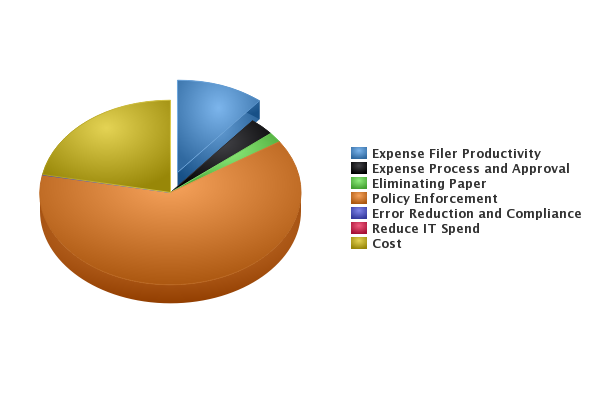 Expense Filer Productivity
Expense Process and Approval
Eliminating Paper
Policy Enforcement
Error Reduction and Compliance
Reduce IT Spend
Cost